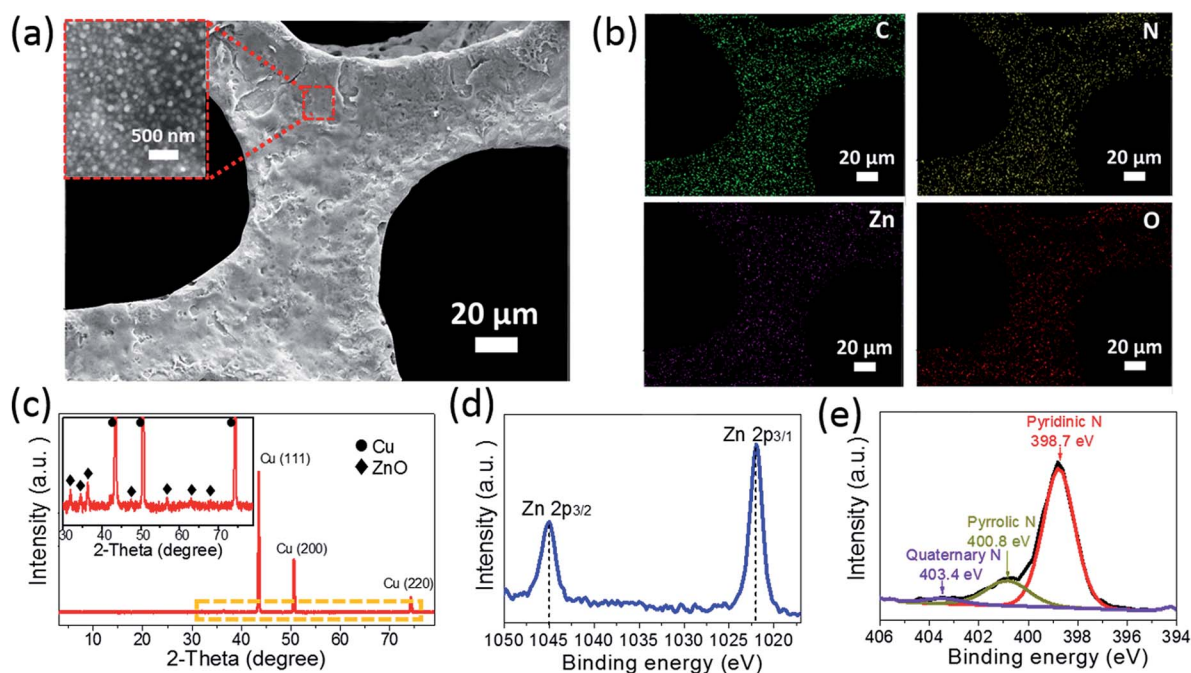 (a)
500 nm
20 µm
(b)
C
20 µm
N
20 µm
Zn
20 µm
O
20 µm
(c)
Intensity (a.u.)
Cu
ZnO
30 40 50 60 70
2-Theta (degree)
Cu (111)
Cu (200)
Cu (220)
10 20 30 40 50 60 70
2-Theta (degree)
(d)
Intensity (a.u.)
Zn 2p3/2
Zn 2p3/1
1050 1045 1040 1035 1030 1025 1020
Binding energy (eV)
(e)
Intensity (a.u.)
Pyridinic N
398.7 eV
Pyrrolic N
400.8 eV
Quaternary N
403.4 eV
406 404 402 400 398 396 394
Binding energy (eV)